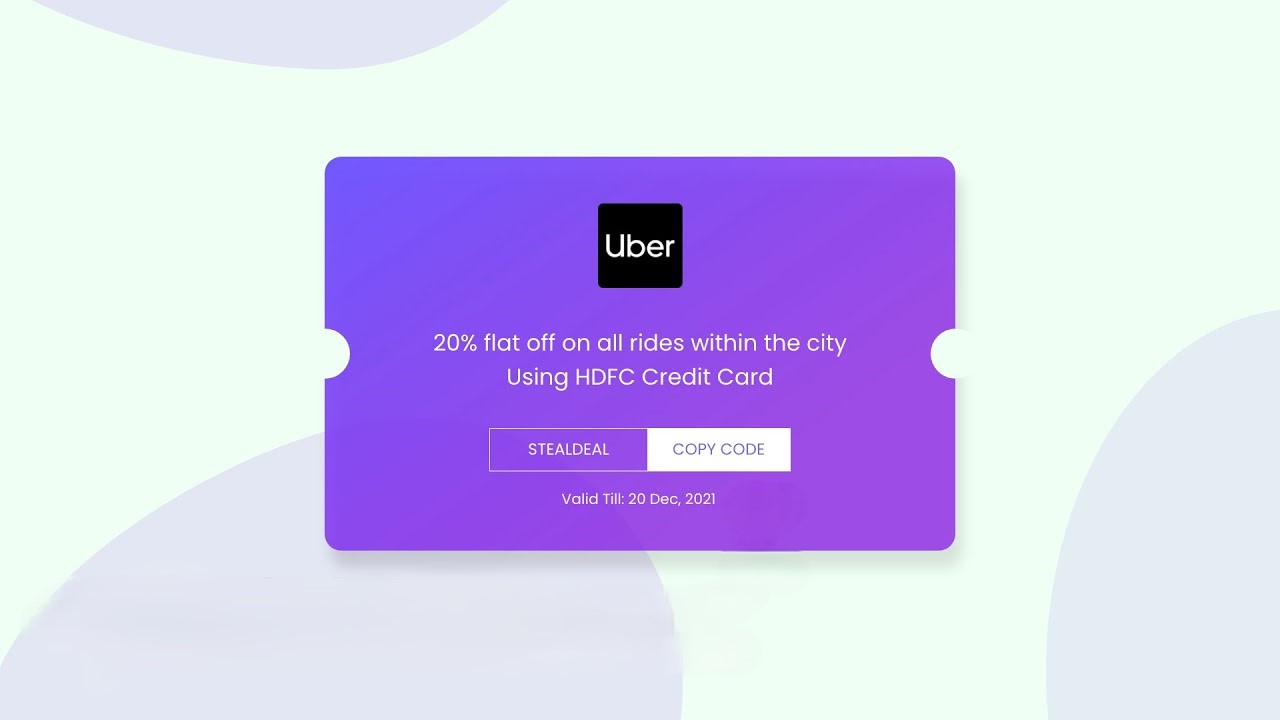 Uber
20% flat off on all rides within the city
Using HDFC Credit Card
STEALDEAL COPY CODE
Valid Till: 20 Dec, 2021